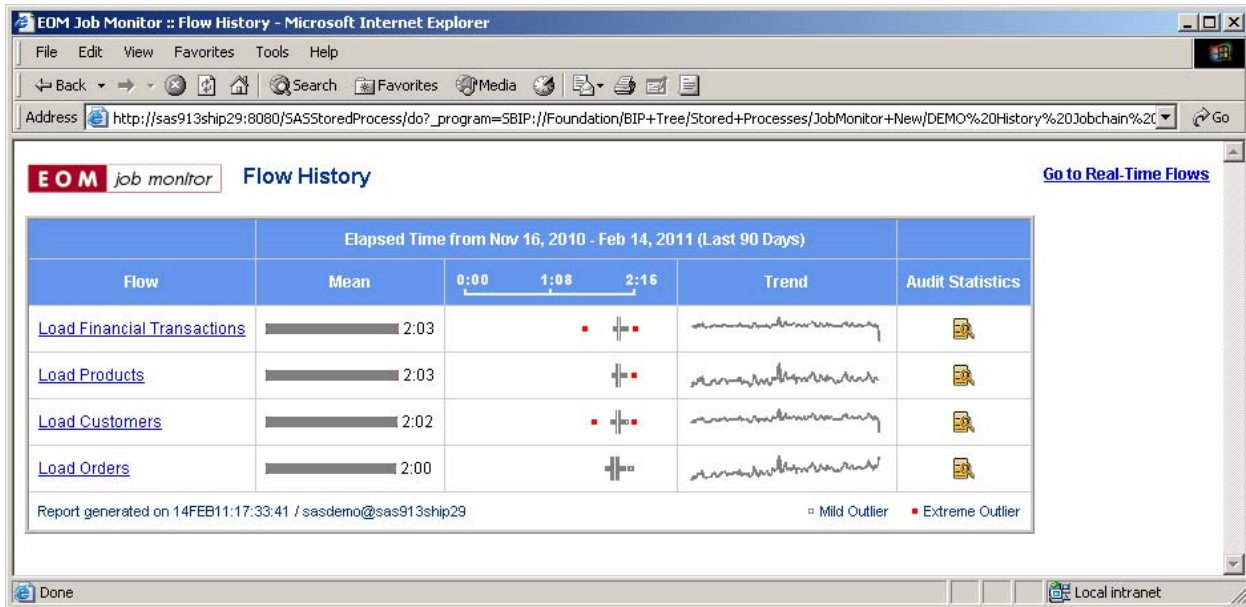 EOM Job Monitor :: Flow History - Microsoft Internet Explorer
File Edit View Favorites Tools Help
Back Search Favorites Media
Address http://sas913ship29:8080/SASStoredProcess/do?_program=SBIP://Foundation/BIP+Tree/Stored+Processes/JobMonitor+New/DEMO%20History%20Jobchain%20 Go
EOM job monitor Flow History Go to Real-Time Flows
Elapsed Time from Nov 16, 2010 - Feb 14, 2011 (Last 90 Days)
Flow Mean 0:00 1:08 2:16 Trend Audit Statistics
Load Financial Transactions 2:03
Load Products 2:03
Load Customers 2:02
Load Orders 2:00
Report generated on 14FEB11:17:33:41 / sasdemo@sas913ship29 Mild Outlier Extreme Outlier
Done Local intranet